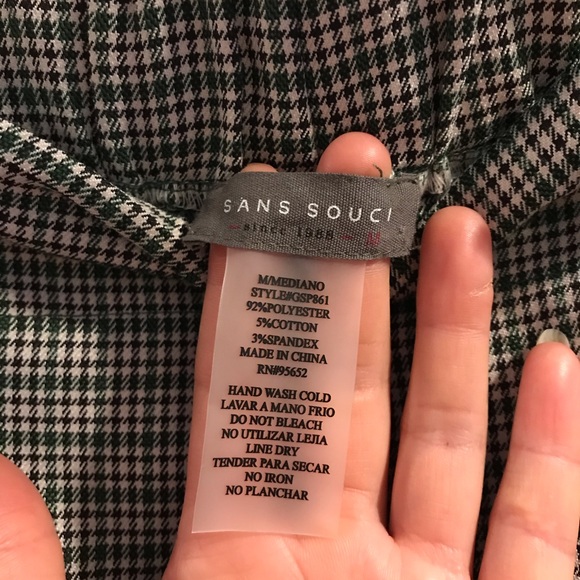 SANS SOUCI
- since 1988 - M
M/MEDIANO
STYLE#GSP861
92%POLYESTER
5%COTTON
3%SPANDEX
MADE IN CHINA
RN#95652
HAND WASH COLD
LAVAR A MANO FRIO
DO NOT BLEACH
NO UTILIZAR LEJIA
LINE DRY
TENDER PARA SECAR
NO IRON
NO PLANCHAR